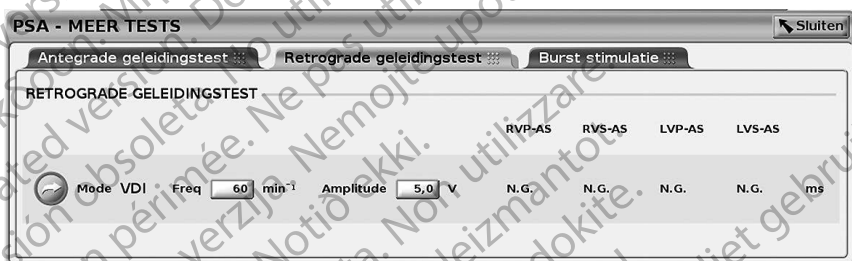 PSA - MEER TESTS Sluiten
Antegrade geleidingstest Retrograde geleidingstest Burst stimulatie
RETROGRADE GELEIDINGSTEST
RVP-AS RVS-AS LVP-AS LVS-AS
Mode VDI Freq 60 min⁻¹ Amplitude 5,0 V N.G. N.G. N.G. N.G. ms